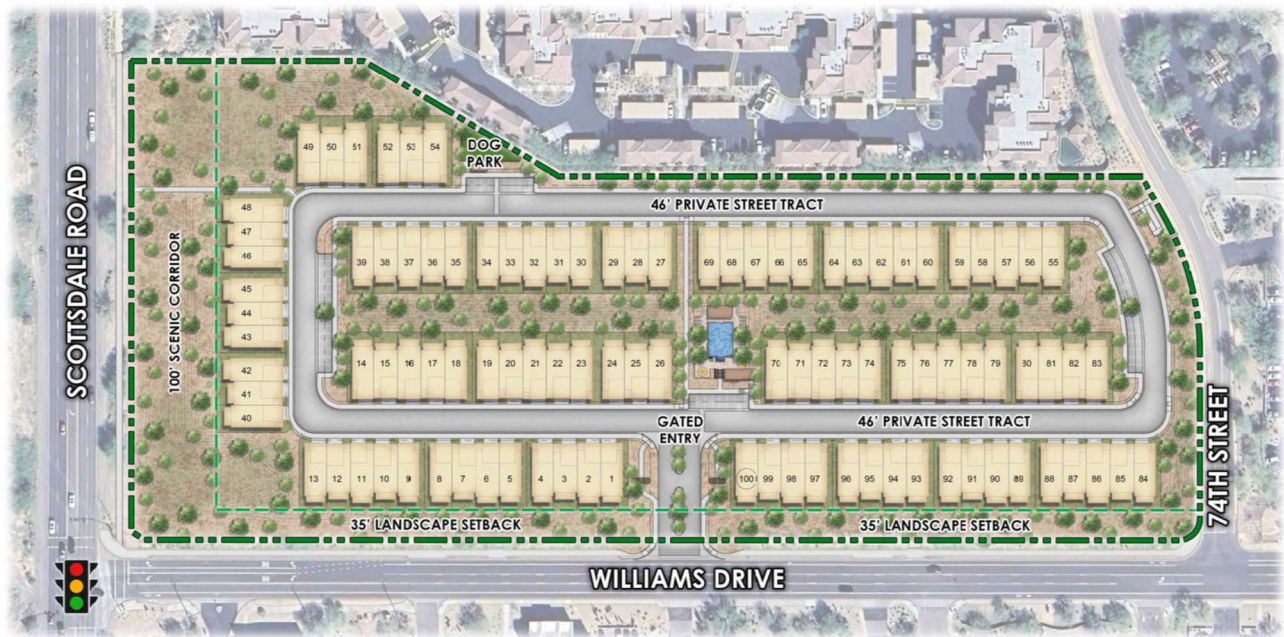 49 50 51 52 53 54
DOG
PARK
46' PRIVATE STREET TRACT
48
47
46
45
44
43
42
41
40
SCOTTSDALE ROAD
100' SCENIC CORRIDOR
39 38 37 36 35 34 33 32 31 30 29 28 27 69 68 67 66 65 64 63 62 61 60 59 58 57 56 55
14 15 16 17 18 19 20 21 22 23 24 25 26 70 71 72 73 74 75 76 77 78 79 80 81 82 83
GATED
ENTRY
46' PRIVATE STREET TRACT
13 12 11 10 9 8 7 6 5 4 3 2 1 100 99 98 97 96 95 94 93 92 91 90 89 88 87 86 85 84
74TH STREET
35' LANDSCAPE SETBACK
35' LANDSCAPE SETBACK
WILLIAMS DRIVE